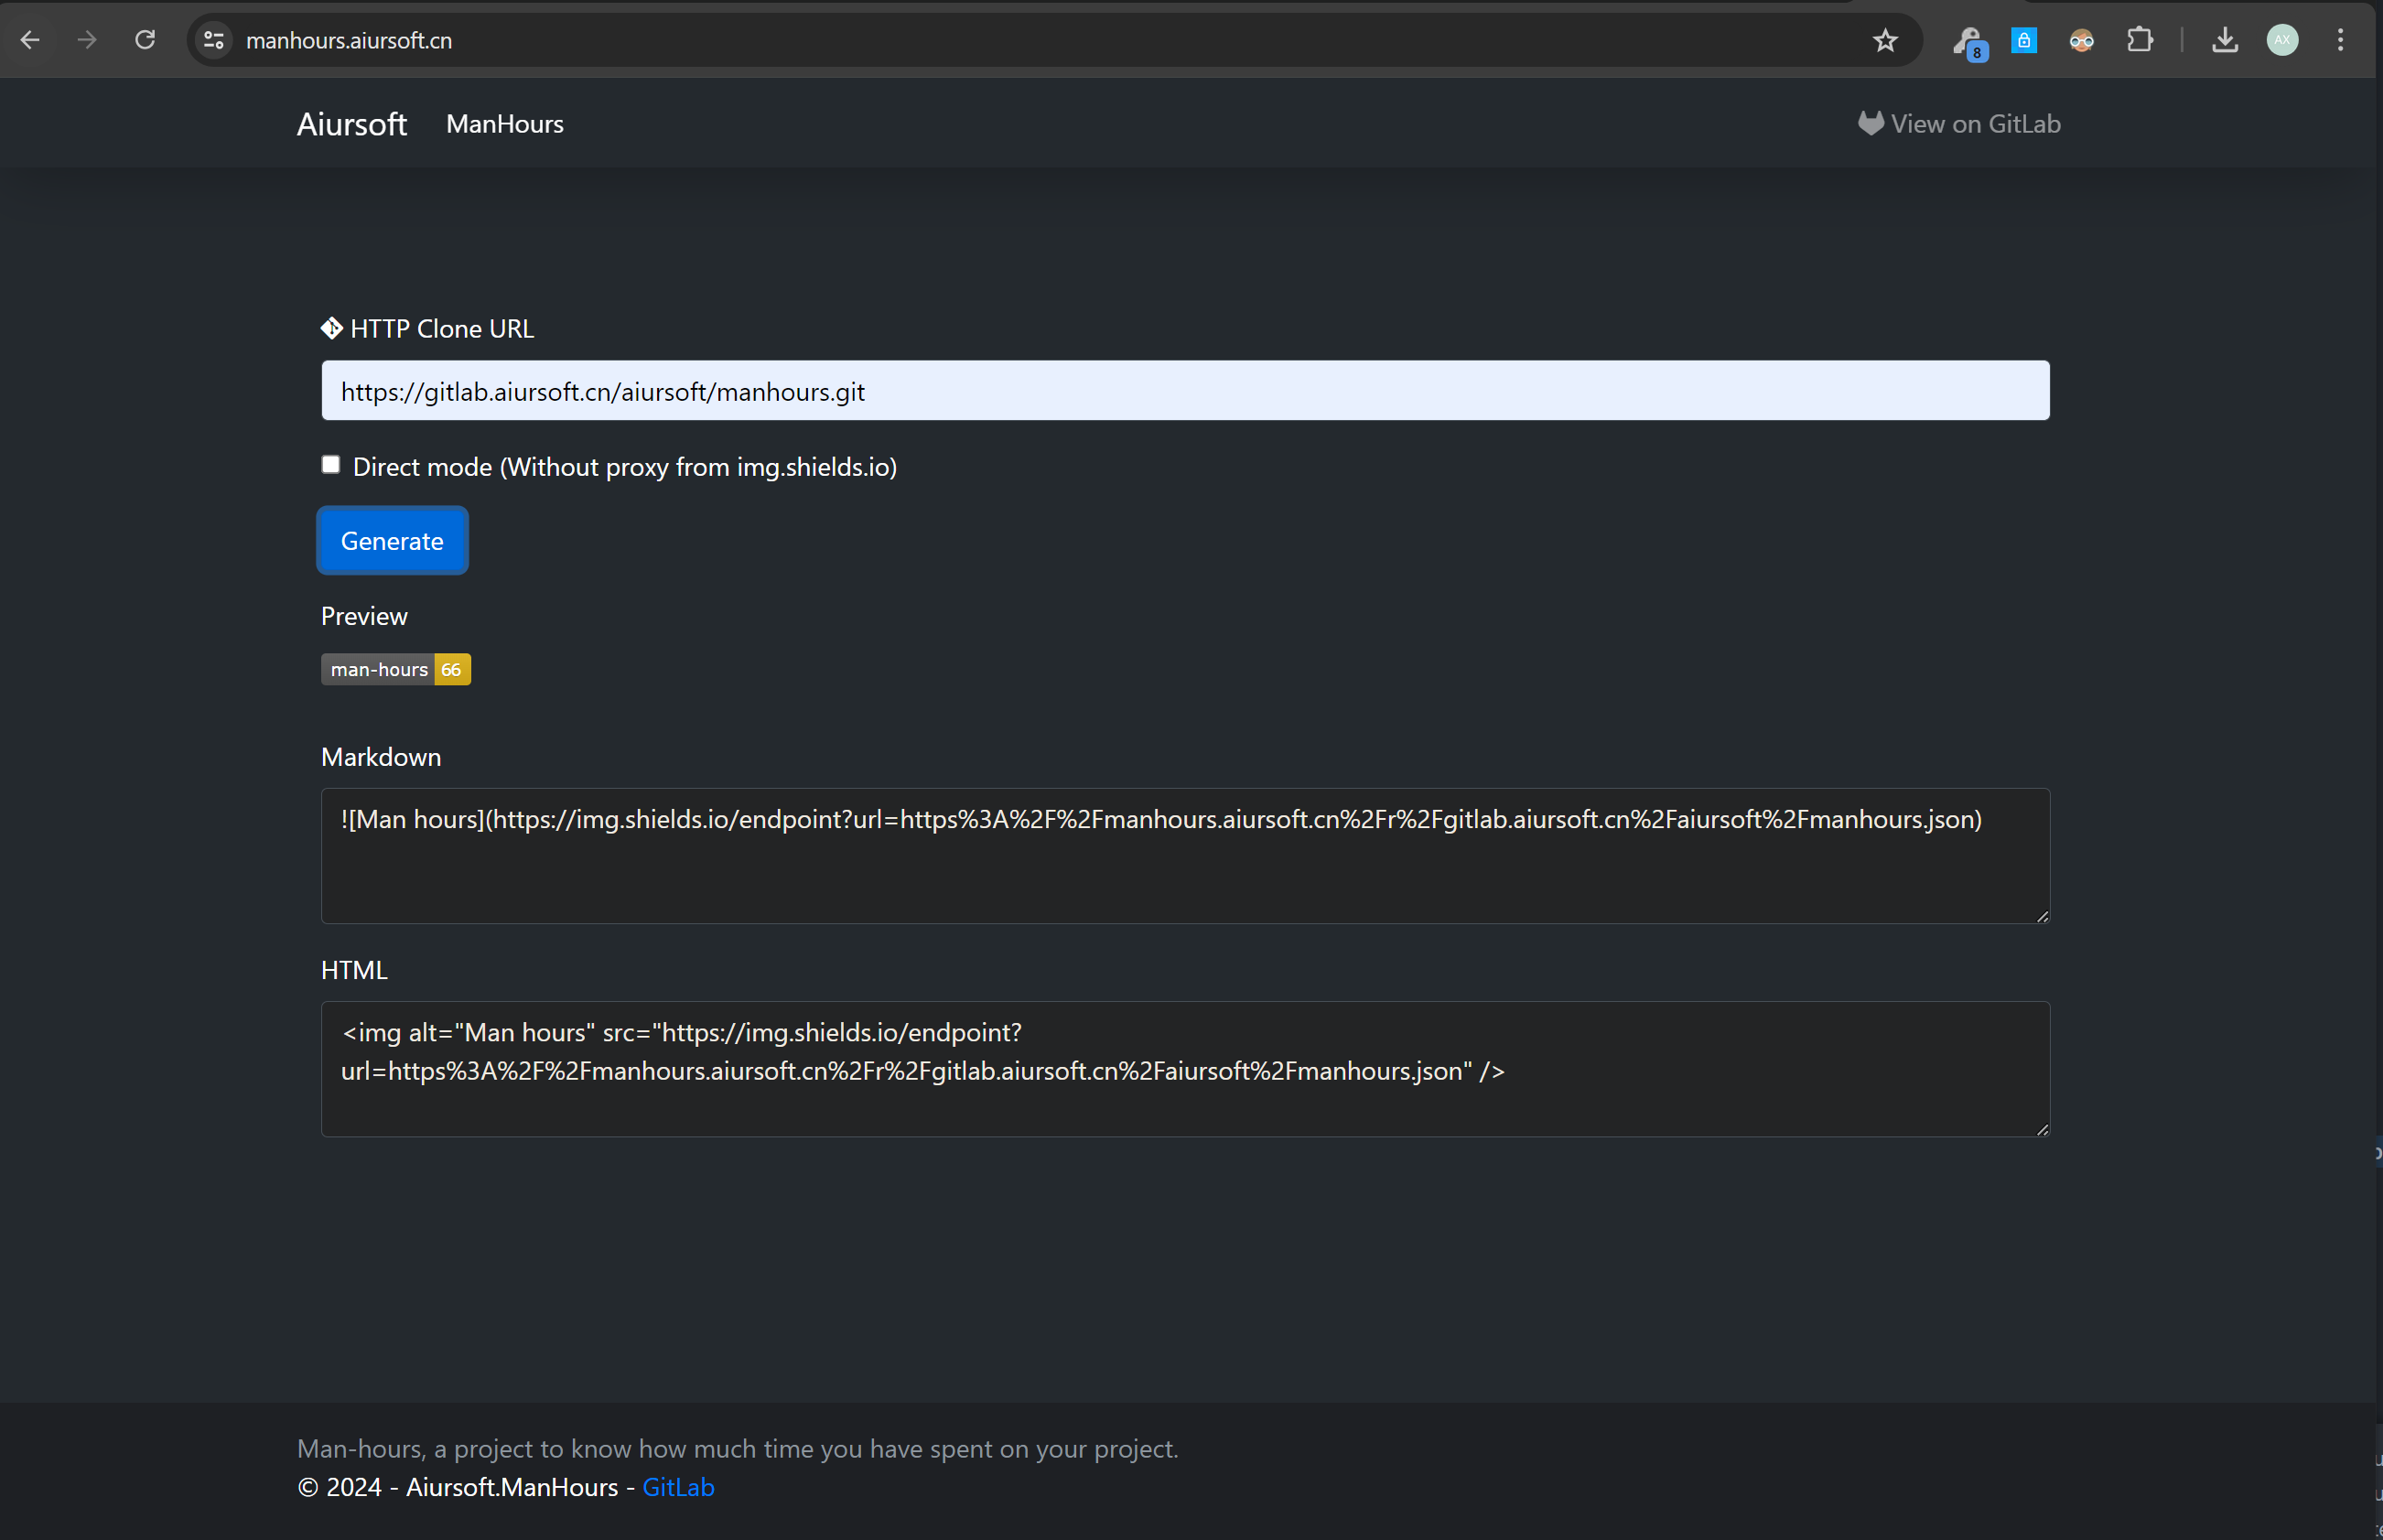 manhours.aiursoft.cn
8
AX
Aiursoft ManHours View on GitLab
HTTP Clone URL
https://gitlab.aiursoft.cn/aiursoft/manhours.git
Direct mode (Without proxy from img.shields.io)
Generate
Preview
man-hours 66
Markdown
![Man hours](https://img.shields.io/endpoint?url=https%3A%2F%2Fmanhours.aiursoft.cn%2Fr%2Fgitlab.aiursoft.cn%2Faiursoft%2Fmanhours.json)
HTML
<img alt="Man hours" src="https://img.shields.io/endpoint?
url=https%3A%2F%2Fmanhours.aiursoft.cn%2Fr%2Fgitlab.aiursoft.cn%2Faiursoft%2Fmanhours.json" />
Man-hours, a project to know how much time you have spent on your project.
© 2024 - Aiursoft.ManHours - GitLab